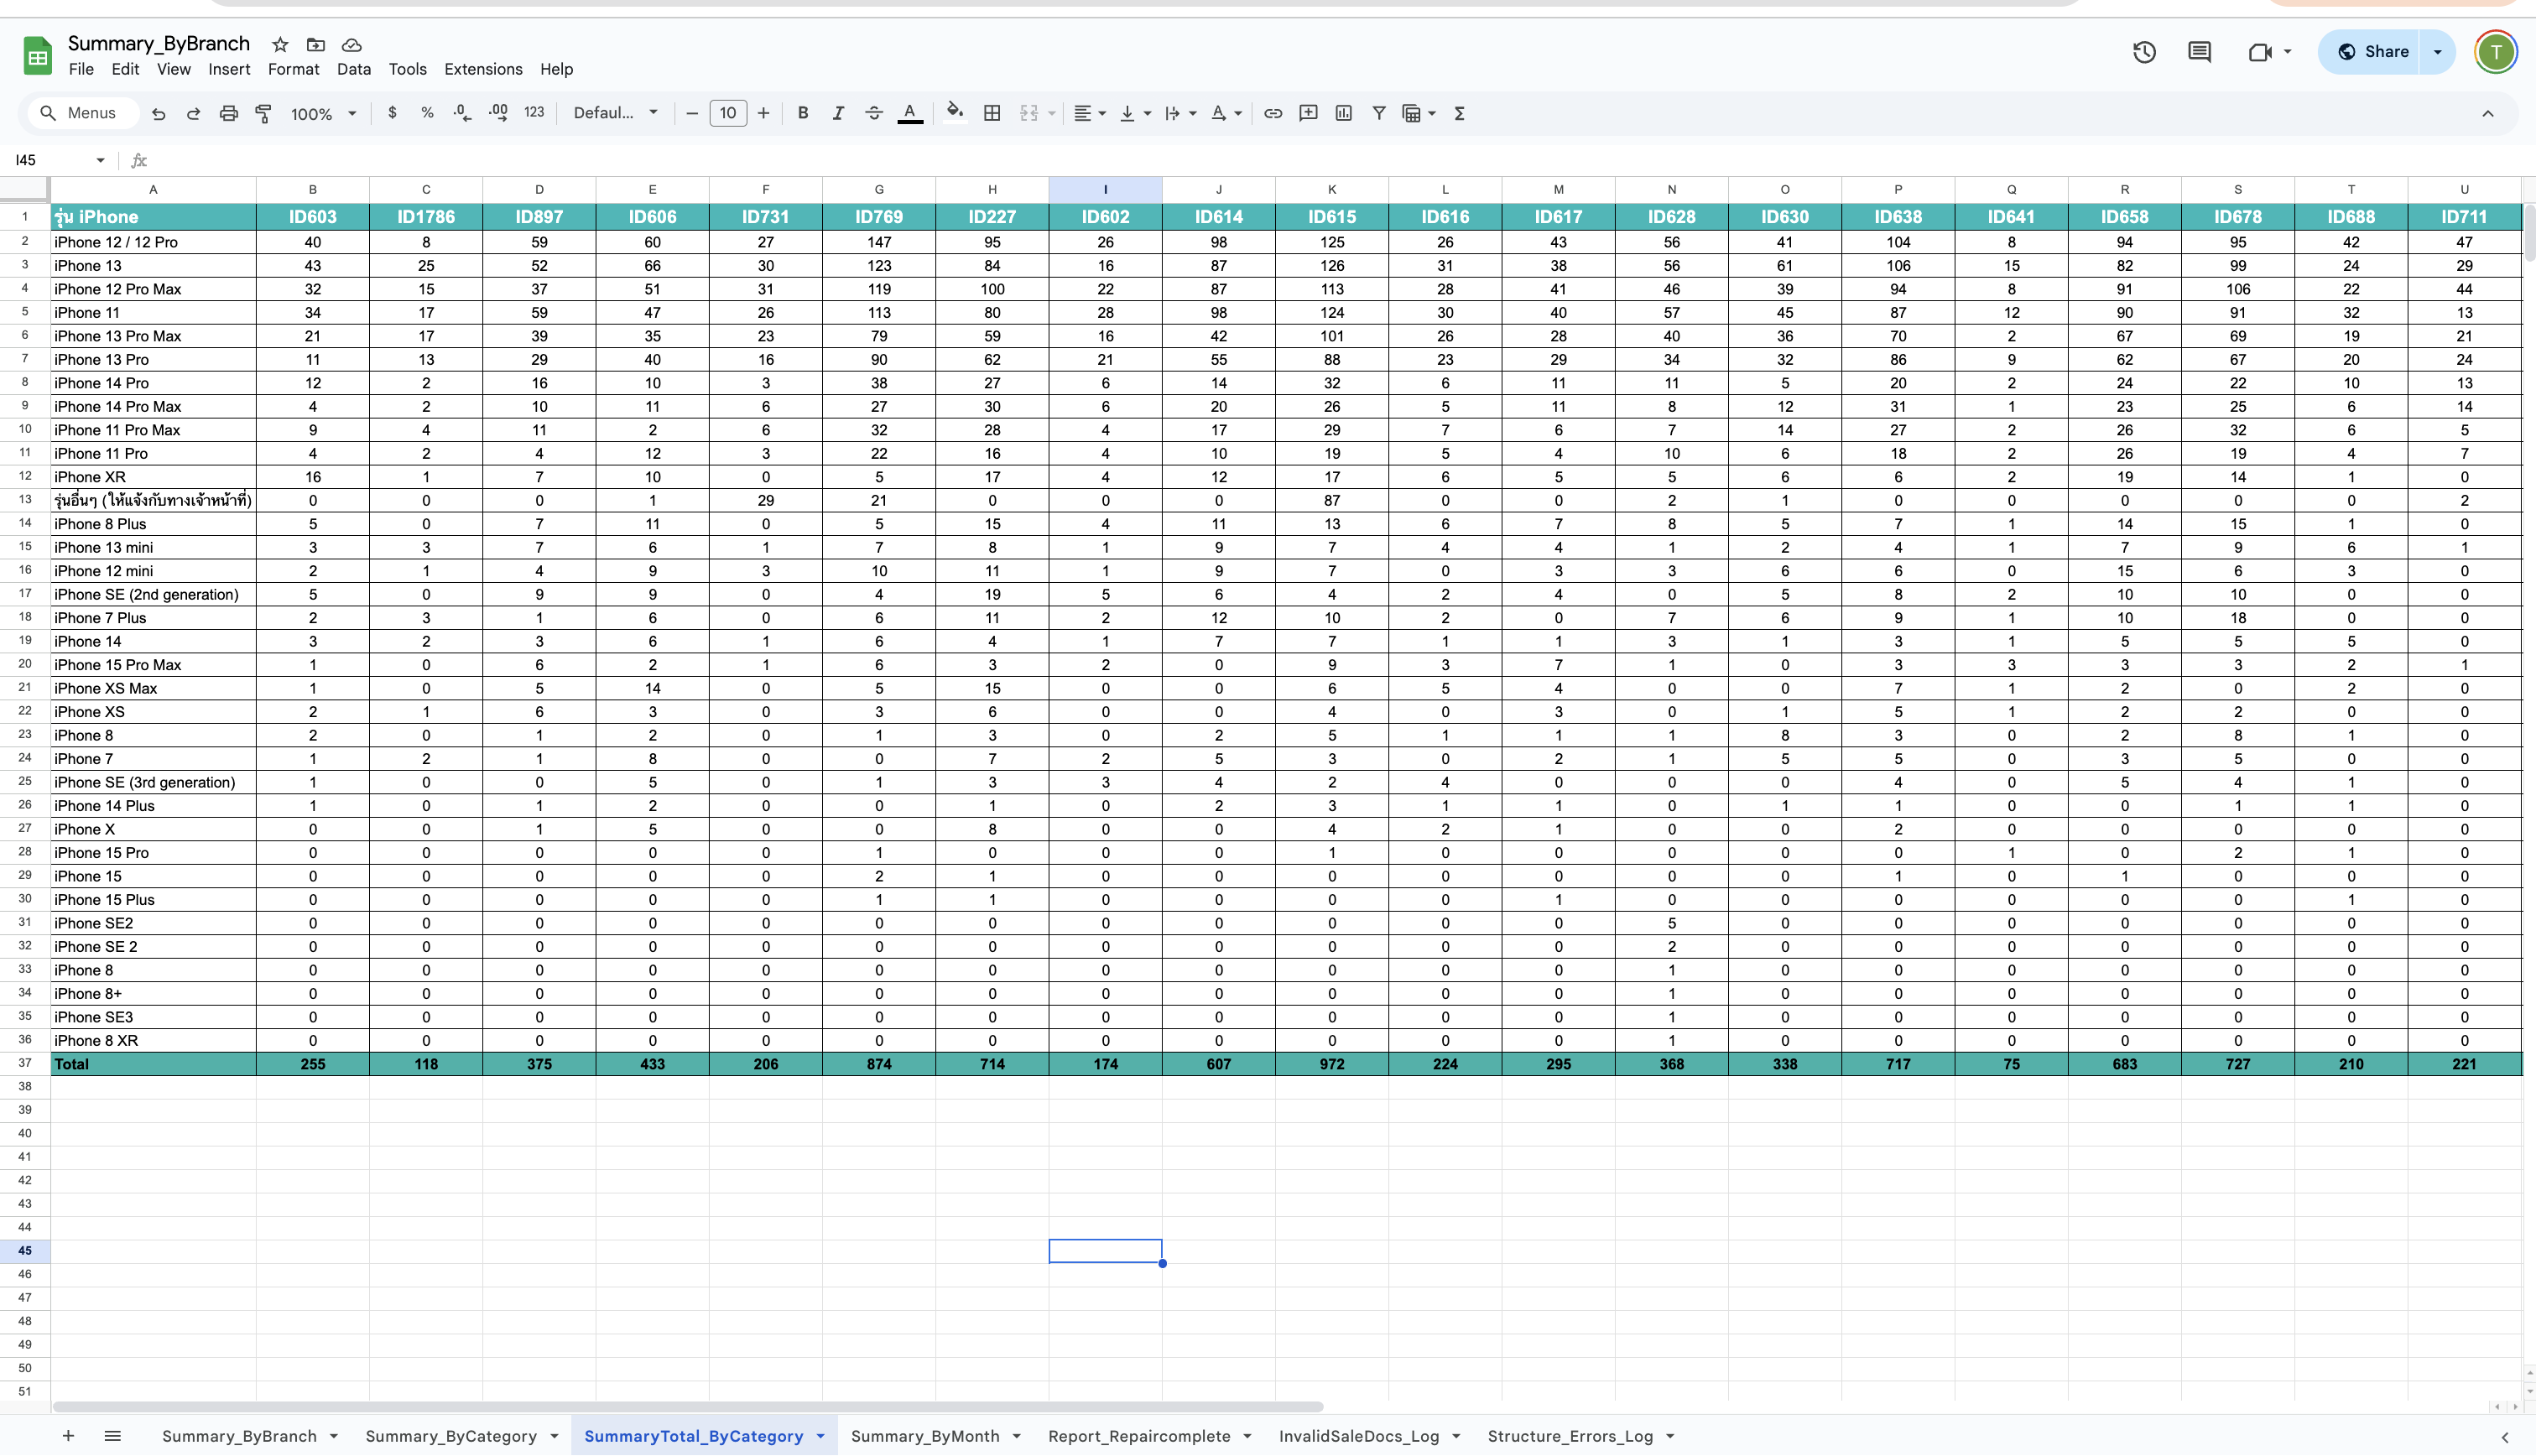 Summary_ByBranch
File Edit View Insert Format Data Tools Extensions Help
Share
T
Menus 100% $ % .0 .00 123 Defaul... 10 B I A
I45 fx
A B C D E F G H I J K L M N O P Q R S T U
1 รุ่น iPhone ID603 ID1786 ID897 ID606 ID731 ID769 ID227 ID602 ID614 ID615 ID616 ID617 ID628 ID630 ID638 ID641 ID658 ID678 ID688 ID711
2 iPhone 12 / 12 Pro 40 8 59 60 27 147 95 26 98 125 26 43 56 41 104 8 94 95 42 47
3 iPhone 13 43 25 52 66 30 123 84 16 87 126 31 38 56 61 106 15 82 99 24 29
4 iPhone 12 Pro Max 32 15 37 51 31 119 100 22 87 113 28 41 46 39 94 8 91 106 22 44
5 iPhone 11 34 17 59 47 26 113 80 28 98 124 30 40 57 45 87 12 90 91 32 13
6 iPhone 13 Pro Max 21 17 39 35 23 79 59 16 42 101 26 28 40 36 70 2 67 69 19 21
7 iPhone 13 Pro 11 13 29 40 16 90 62 21 55 88 23 29 34 32 86 9 62 67 20 24
8 iPhone 14 Pro 12 2 16 10 3 38 27 6 14 32 6 11 11 5 20 2 24 22 10 13
9 iPhone 14 Pro Max 4 2 10 11 6 27 30 6 20 26 5 11 8 12 31 1 23 25 6 14
10 iPhone 11 Pro Max 9 4 11 2 6 32 28 4 17 29 7 6 7 14 27 2 26 32 6 5
11 iPhone 11 Pro 4 2 4 12 3 22 16 4 10 19 5 4 10 6 18 2 26 19 4 7
12 iPhone XR 16 1 7 10 0 5 17 4 12 17 6 5 5 6 6 2 19 14 1 0
13 รุ่นอื่นๆ (ให้แจ้งกับทางเจ้าหน้าที่) 0 0 0 1 29 21 0 0 0 87 0 0 2 1 0 0 0 0 0 2
14 iPhone 8 Plus 5 0 7 11 0 5 15 4 11 13 6 7 8 5 7 1 14 15 1 0
15 iPhone 13 mini 3 3 7 6 1 7 8 1 9 7 4 4 1 2 4 1 7 9 6 1
16 iPhone 12 mini 2 1 4 9 3 10 11 1 9 7 0 3 3 6 6 0 15 6 3 0
17 iPhone SE (2nd generation) 5 0 9 9 0 4 19 5 6 4 2 4 0 5 8 2 10 10 0 0
18 iPhone 7 Plus 2 3 1 6 0 6 11 2 12 10 2 0 7 6 9 1 10 18 0 0
19 iPhone 14 3 2 3 6 1 6 4 1 7 7 1 1 3 1 3 1 5 5 5 0
20 iPhone 15 Pro Max 1 0 6 2 1 6 3 2 0 9 3 7 1 0 3 3 3 3 2 1
21 iPhone XS Max 1 0 5 14 0 5 15 0 0 6 5 4 0 0 7 1 2 0 2 0
22 iPhone XS 2 1 6 3 0 3 6 0 0 4 0 3 0 1 5 1 2 2 0 0
23 iPhone 8 2 0 1 2 0 1 3 0 2 5 1 1 1 8 3 0 2 8 1 0
24 iPhone 7 1 2 1 8 0 0 7 2 5 3 0 2 1 5 5 0 3 5 0 0
25 iPhone SE (3rd generation) 1 0 0 5 0 1 3 3 4 2 4 0 0 0 4 0 5 4 1 0
26 iPhone 14 Plus 1 0 1 2 0 0 1 0 2 3 1 1 0 1 1 0 0 1 1 0
27 iPhone X 0 0 1 5 0 0 8 0 0 4 2 1 0 0 2 0 0 0 0 0
28 iPhone 15 Pro 0 0 0 0 0 1 0 0 0 1 0 0 0 0 0 1 0 2 1 0
29 iPhone 15 0 0 0 0 0 2 1 0 0 0 0 0 0 0 1 0 1 0 0 0
30 iPhone 15 Plus 0 0 0 0 0 1 1 0 0 0 0 1 0 0 0 0 0 0 1 0
31 iPhone SE2 0 0 0 0 0 0 0 0 0 0 0 0 5 0 0 0 0 0 0 0
32 iPhone SE 2 0 0 0 0 0 0 0 0 0 0 0 0 2 0 0 0 0 0 0 0
33 iPhone 8 0 0 0 0 0 0 0 0 0 0 0 0 1 0 0 0 0 0 0 0
34 iPhone 8+ 0 0 0 0 0 0 0 0 0 0 0 0 1 0 0 0 0 0 0 0
35 iPhone SE3 0 0 0 0 0 0 0 0 0 0 0 0 1 0 0 0 0 0 0 0
36 iPhone 8 XR 0 0 0 0 0 0 0 0 0 0 0 0 1 0 0 0 0 0 0 0
37 Total 255 118 375 433 206 874 714 174 607 972 224 295 368 338 717 75 683 727 210 221
38
39
40
41
42
43
44
45
46
47
48
49
50
51
Summary_ByBranch Summary_ByCategory SummaryTotal_ByCategory Summary_ByMonth Report_Repaircomplete InvalidSaleDocs_Log Structure_Errors_Log